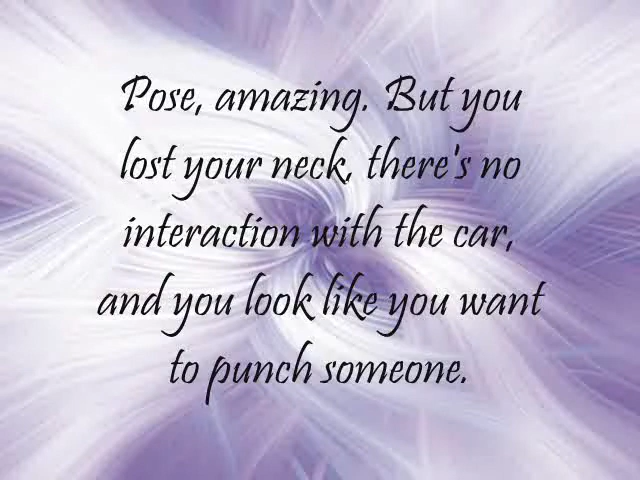 Pose, amazing. But you
lost your neck, there's no
interaction with the car,
and you look like you want
to punch someone.